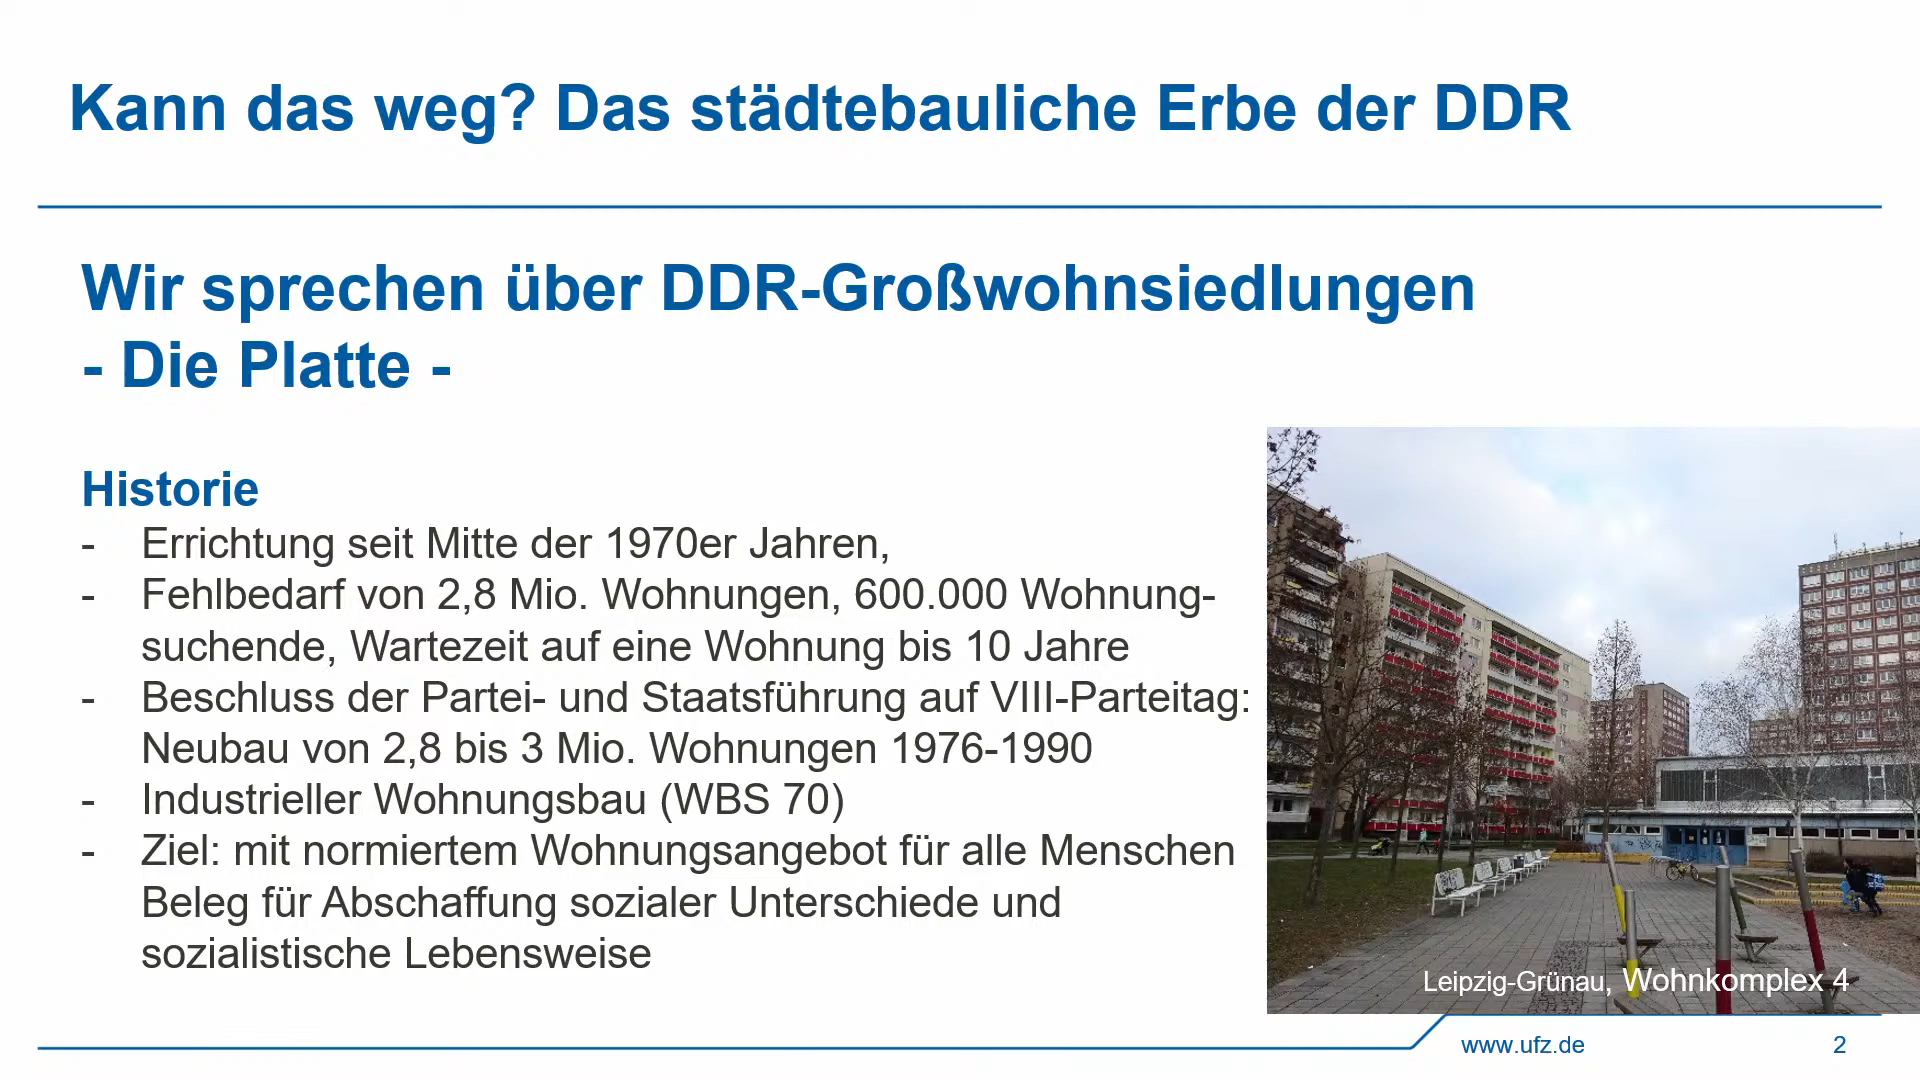 Kann das weg? Das städtebauliche Erbe der DDR
Wir sprechen über DDR-Großwohnsiedlungen
- Die Platte -
Historie
- Errichtung seit Mitte der 1970er Jahren,
- Fehlbedarf von 2,8 Mio. Wohnungen, 600.000 Wohnung-
suchende, Wartezeit auf eine Wohnung bis 10 Jahre
- Beschluss der Partei- und Staatsführung auf VIII-Parteitag:
Neubau von 2,8 bis 3 Mio. Wohnungen 1976-1990
- Industrieller Wohnungsbau (WBS 70)
- Ziel: mit normiertem Wohnungsangebot für alle Menschen
Beleg für Abschaffung sozialer Unterschiede und
sozialistische Lebensweise
Leipzig-Grünau, Wohnkomplex 4
www.ufz.de
2